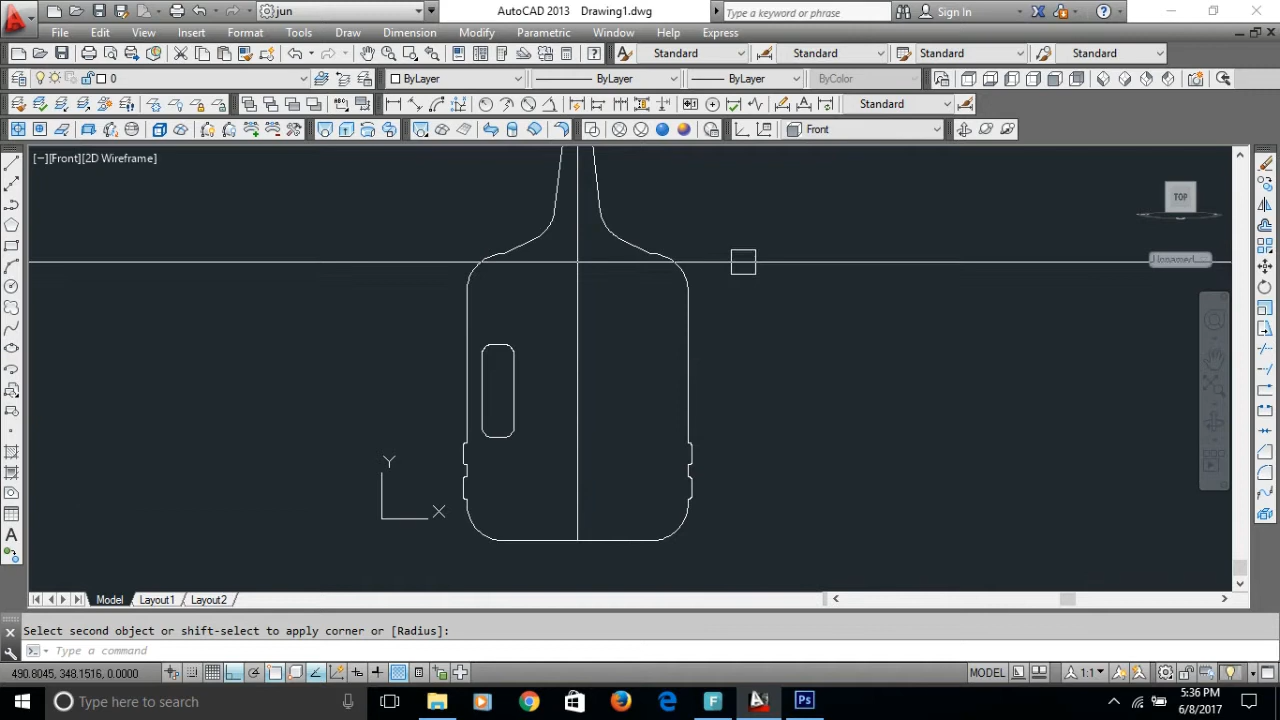 jun
AutoCAD 2013 Drawing1.dwg
Type a keyword or phrase
Sign In
File Edit View Insert Format Tools Draw Dimension Modify Parametric Window Help Express
Standard Standard Standard Standard
0 ByLayer ByLayer ByLayer ByColor
Standard
Front
[−][Front][2D Wireframe]
TOP
Unnamed
Y
X
Model Layout1 Layout2
Select second object or shift-select to apply corner or [Radius]:
Type a command
490.8045, 348.1516, 0.0000
MODEL
1:1
Type here to search
5:36 PM
6/8/2017